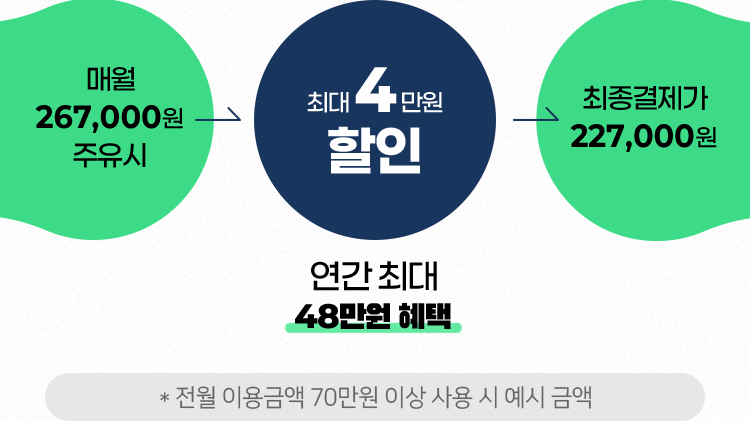 매월
267,000원
주유시
최대 4만원
할인
최종결제가
227,000원
연간 최대
48만원 혜택
* 전월 이용금액 70만원 이상 사용 시 예시 금액